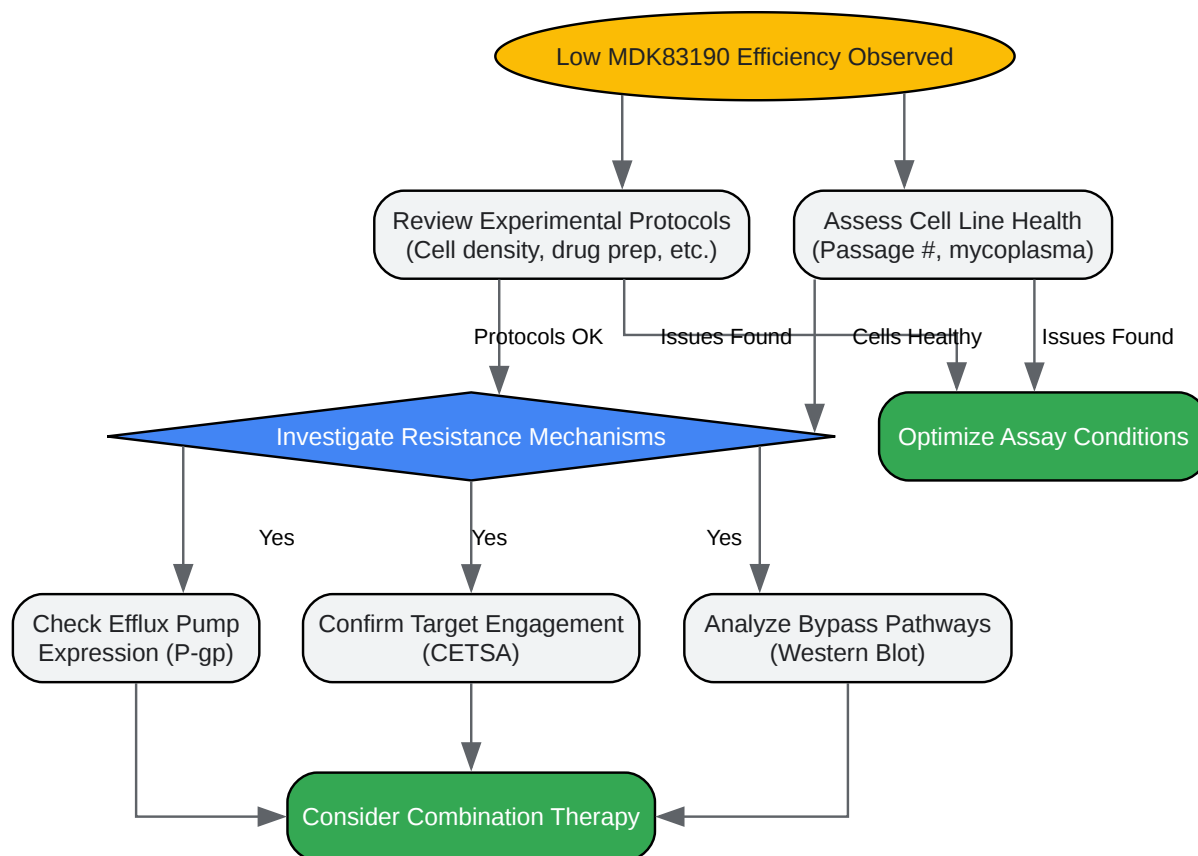 Low MDK83190 Efficiency Observed
Review Experimental Protocols
(Cell density, drug prep, etc.)
Assess Cell Line Health
(Passage #, mycoplasma)
Protocols OK
Issues Found
Cells Healthy
Issues Found
Investigate Resistance Mechanisms
Optimize Assay Conditions
Yes
Yes
Yes
Check Efflux Pump
Expression (P-gp)
Confirm Target Engagement
(CETSA)
Analyze Bypass Pathways
(Western Blot)
Consider Combination Therapy